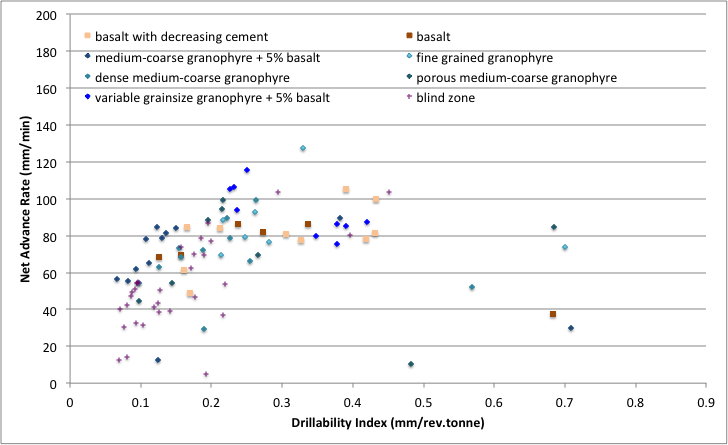 200
180
160
140
120
100
80
60
40
20
0
Net Advance Rate (mm/min)
basalt with decreasing cement
basalt
medium-coarse granophyre + 5% basalt
fine grained granophyre
dense medium-coarse granophyre
porous medium-coarse granophyre
variable grainsize granophyre + 5% basalt
blind zone
0 0.1 0.2 0.3 0.4 0.5 0.6 0.7 0.8 0.9
Drillability Index (mm/rev.tonne)